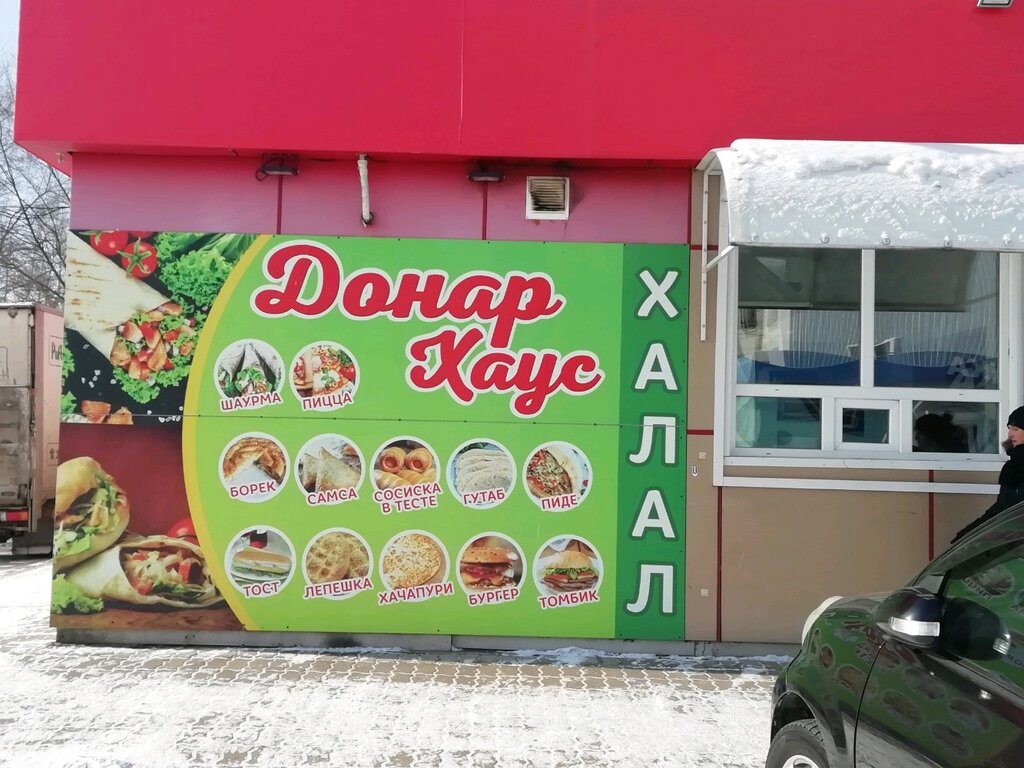 Донар
Хаус
ХАЛАЛ
ШАУРМА
ПИЦЦА
БОРЕК
САМСА
СОСИСКА
В ТЕСТЕ
ГУТАБ
ПИДЕ
ТОСТ
ЛЕПЕШКА
ХАЧАПУРИ
БУРГЕР
ТОМБИК